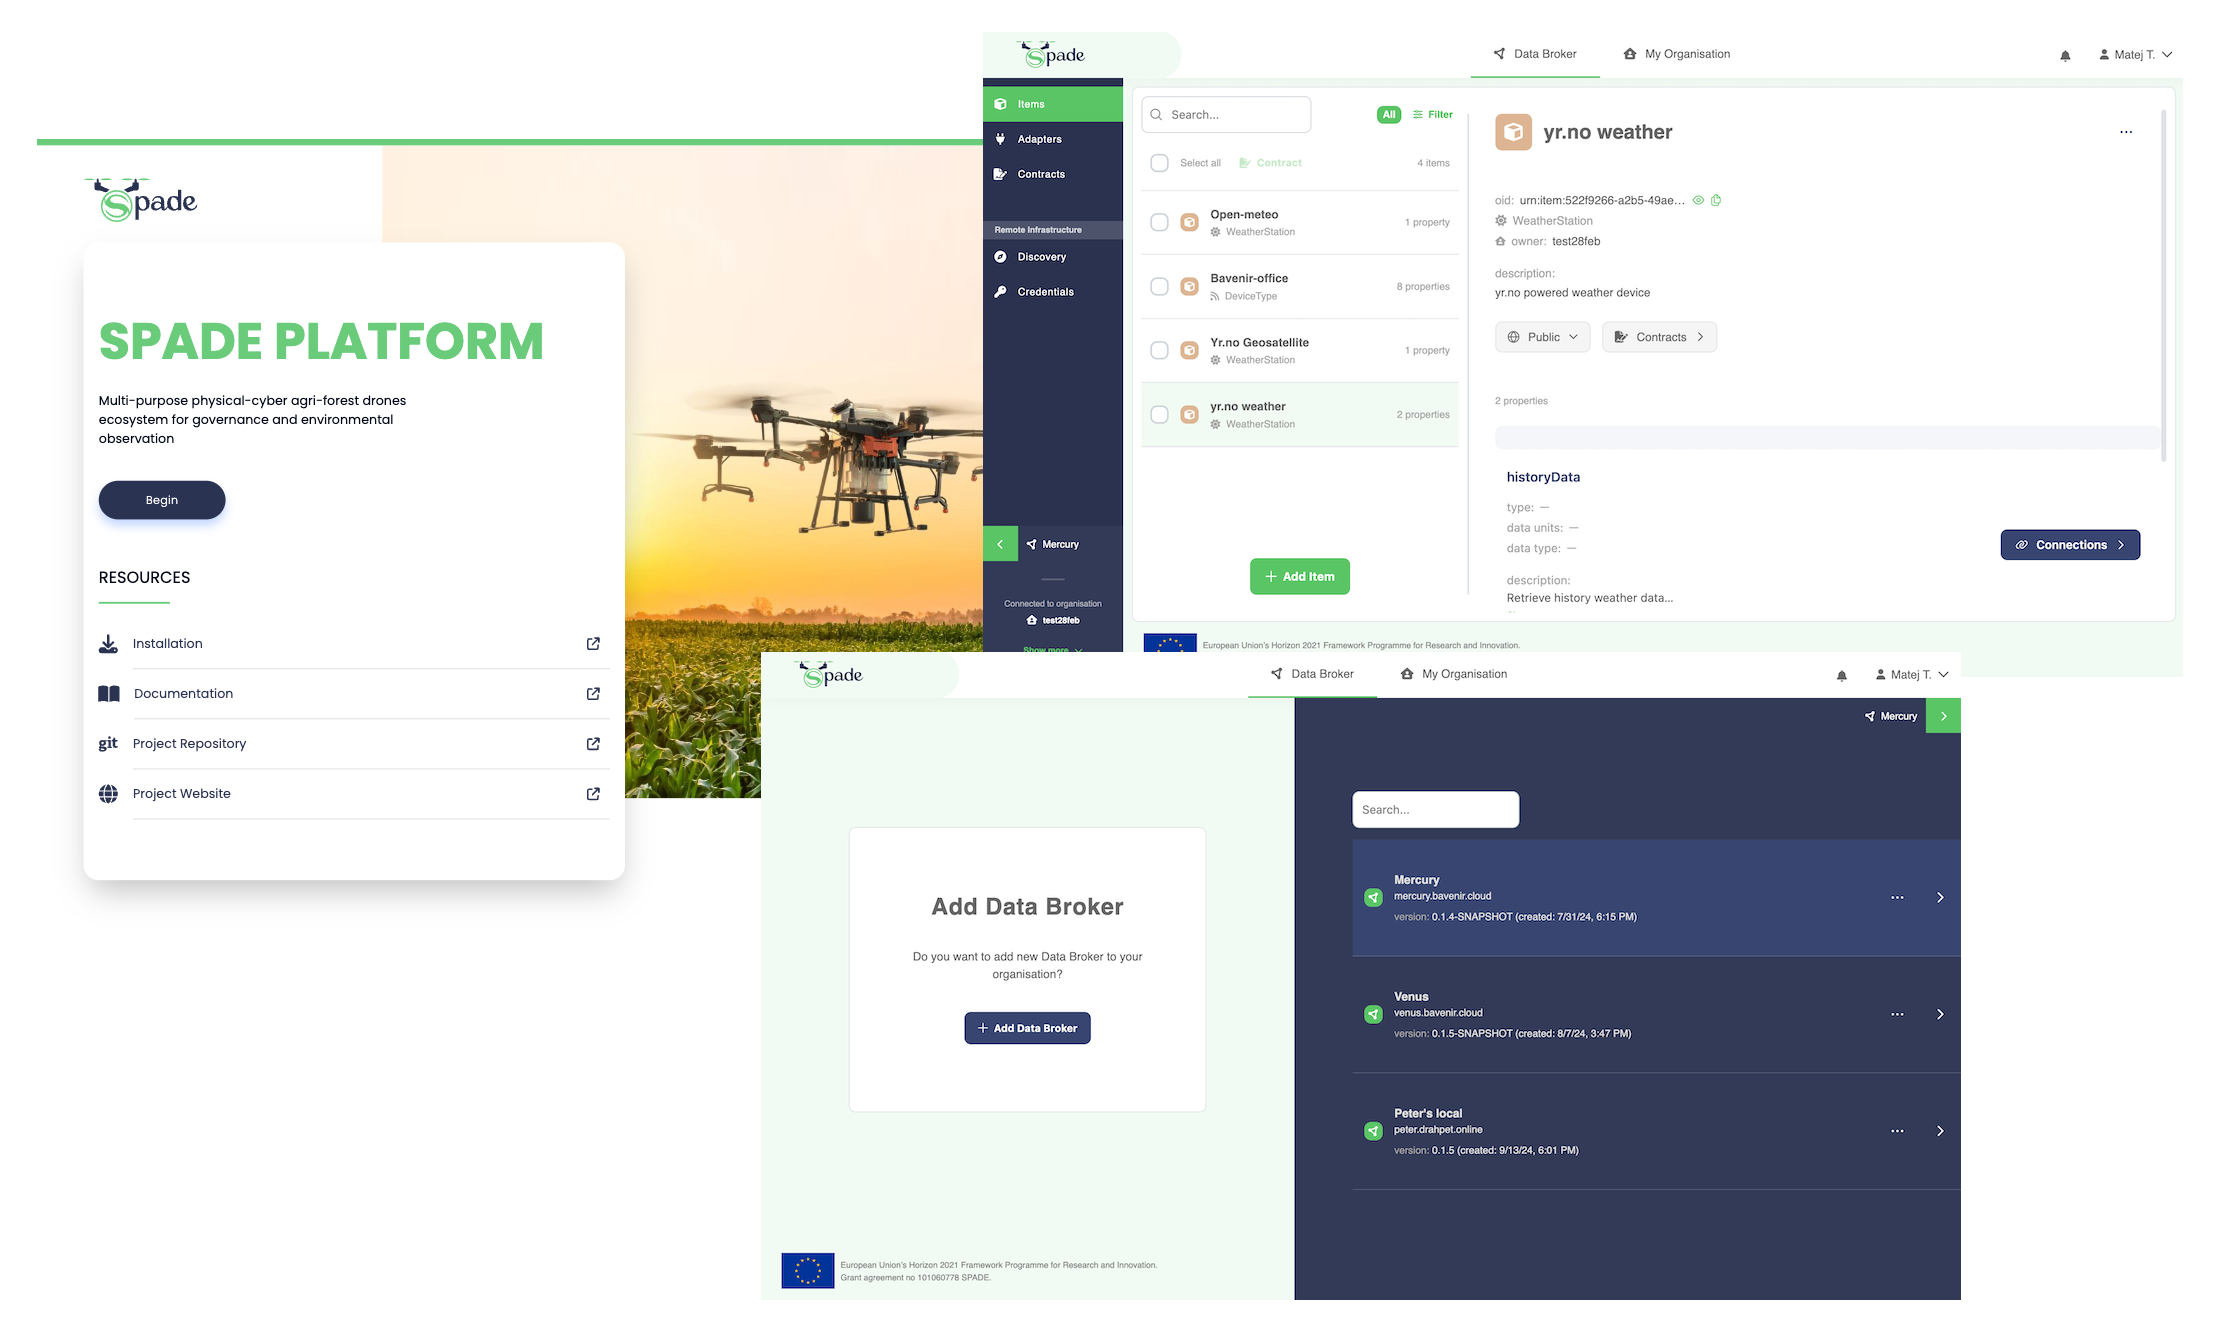 Spade
SPADE PLATFORM
Multi-purpose physical-cyber agri-forest drones
ecosystem for governance and environmental
observation
Begin
RESOURCES
Installation
Documentation
git Project Repository
Project Website
Spade
Data Broker
My Organisation
Matej T.
Items
Adapters
Contracts
Remote Infrastructure
Discovery
Credentials
Mercury
Connected to organisation
test28feb
Show more
Search...
All
Filter
Select all
Contract
4 items
Open-meteo
WeatherStation
1 property
Bavenir-office
DeviceType
8 properties
Yr.no Geosatellite
WeatherStation
1 property
yr.no weather
WeatherStation
2 properties
+ Add Item
yr.no weather
...
oid: urn:item:522f9266-a2b5-49ae...
WeatherStation
owner: test28feb
description:
yr.no powered weather device
Public
Contracts
2 properties
historyData
type: —
data units: —
data type: —
description:
Retrieve history weather data...
Connections
European Union's Horizon 2021 Framework Programme for Research and Innovation.
Spade
Data Broker
My Organisation
Matej T.
Mercury
Add Data Broker
Do you want to add new Data Broker to your
organisation?
+ Add Data Broker
Search...
Mercury
mercury.bavenir.cloud
version: 0.1.4-SNAPSHOT (created: 7/31/24, 6:15 PM)
...
Venus
venus.bavenir.cloud
version: 0.1.5-SNAPSHOT (created: 8/7/24, 3:47 PM)
...
Peter's local
peter.drahpet.online
version: 0.1.5 (created: 9/13/24, 6:01 PM)
...
European Union's Horizon 2021 Framework Programme for Research and Innovation.
Grant agreement no 101060778 SPADE.